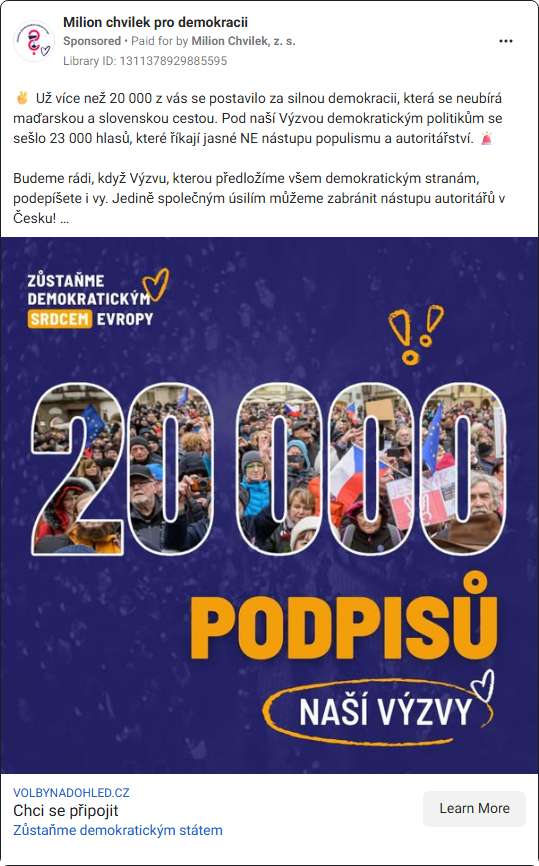 Milion chvilek pro demokracii
Sponsored • Paid for by Milion Chvilek, z. s.
Library ID: 1311378929885595
✌️ Už více než 20 000 z vás se postavilo za silnou demokracii, která se neubírá
maďarskou a slovenskou cestou. Pod naší Výzvou demokratickým politikům se
sešlo 23 000 hlasů, které říkají jasné NE nástupu populismu a autoritářství. 🚨
Budeme rádi, když Výzvu, kterou předložíme všem demokratickým stranám,
podepíšete i vy. Jedině společným úsilím můžeme zabránit nástupu autoritářů v
Česku! ...
ZŮSTAŇME
DEMOKRATICKÝM
SRDCEM EVROPY
20 000
PODPISŮ
NAŠÍ VÝZVY
VOLBYNADOHLED.CZ
Chci se připojit
Zůstaňme demokratickým státem
Learn More